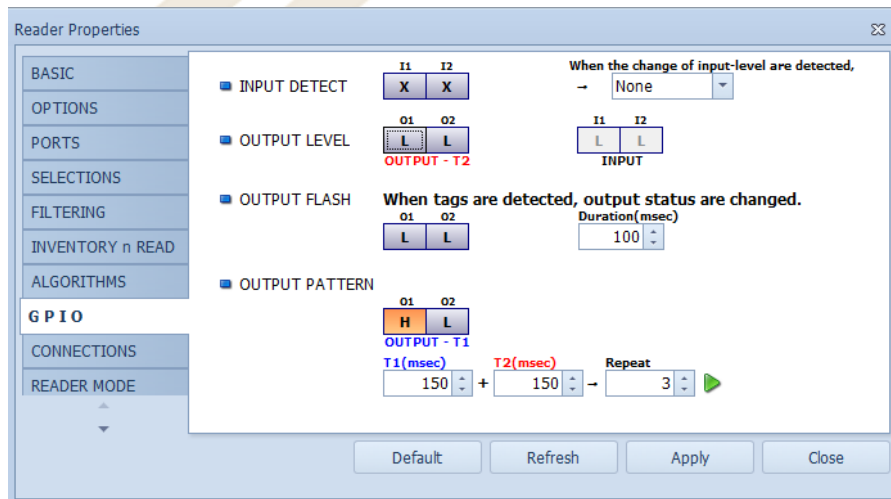 Reader Properties
BASIC
OPTIONS
PORTS
SELECTIONS
FILTERING
INVENTORY n READ
ALGORITHMS
G P I O
CONNECTIONS
READER MODE
I1 I2 When the change of input-level are detected,
INPUT DETECT X X → None
O1 O2 I1 I2
OUTPUT LEVEL L L L L
OUTPUT - T2 INPUT
OUTPUT FLASH When tags are detected, output status are changed.
O1 O2 Duration(msec)
L L 100
OUTPUT PATTERN
O1 O2
H L
OUTPUT - T1
T1(msec) T2(msec) Repeat
150 + 150 → 3
Default Refresh Apply Close